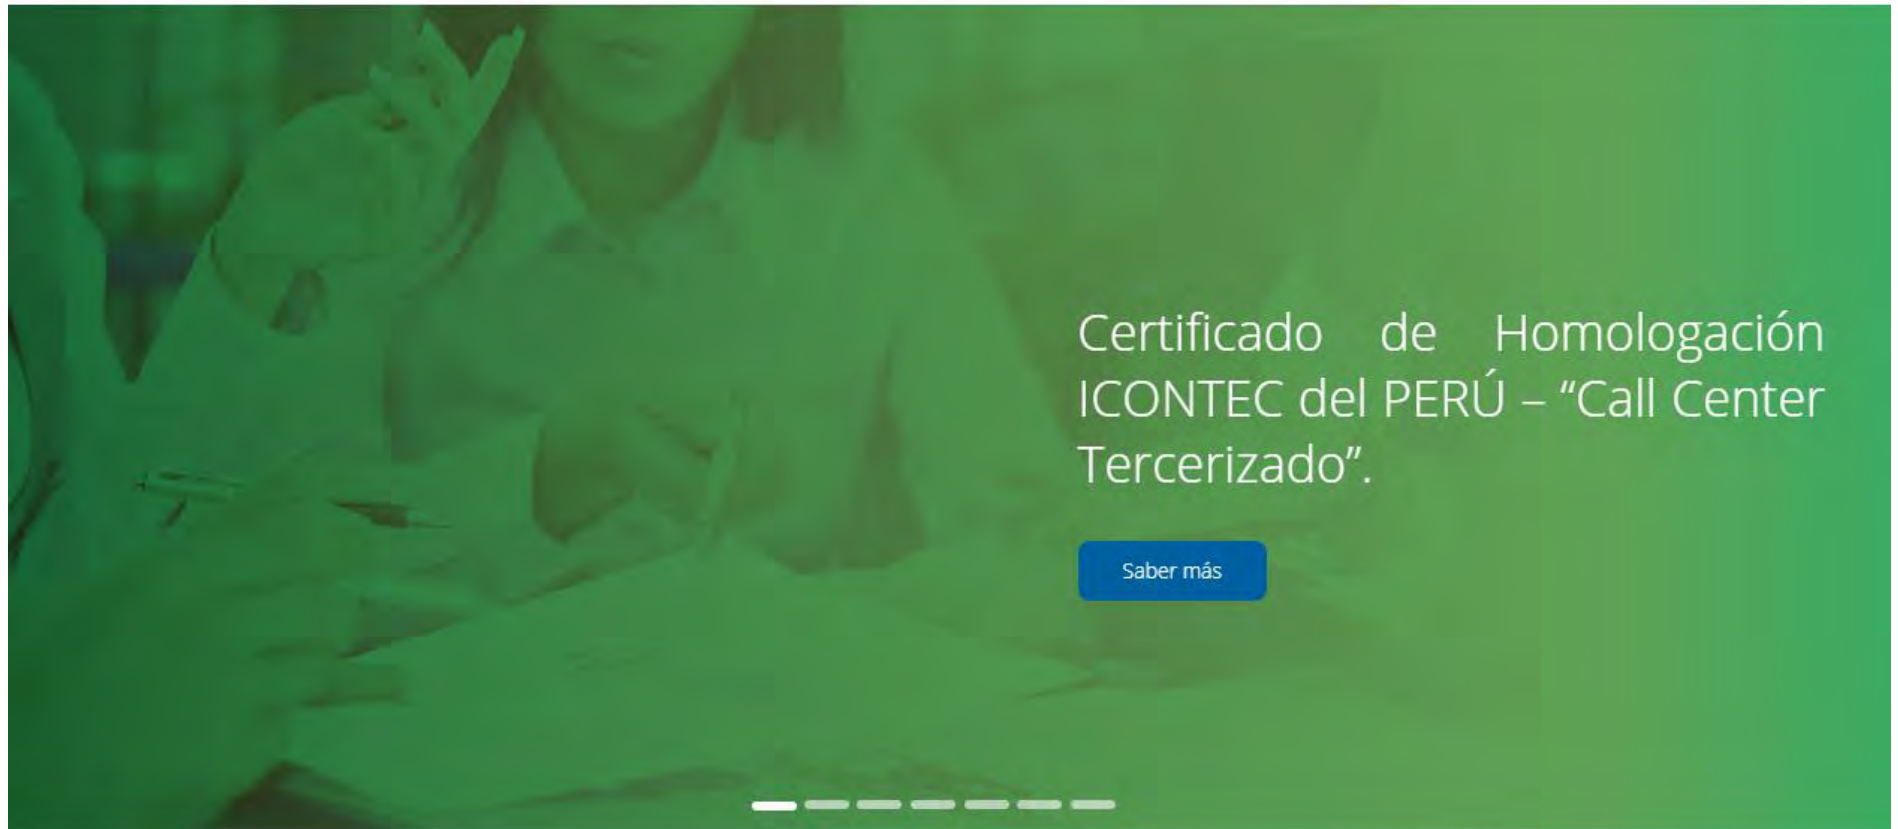 Certificado de Homologación
ICONTEC del PERÚ – “Call Center
Tercerizado”.
Saber más